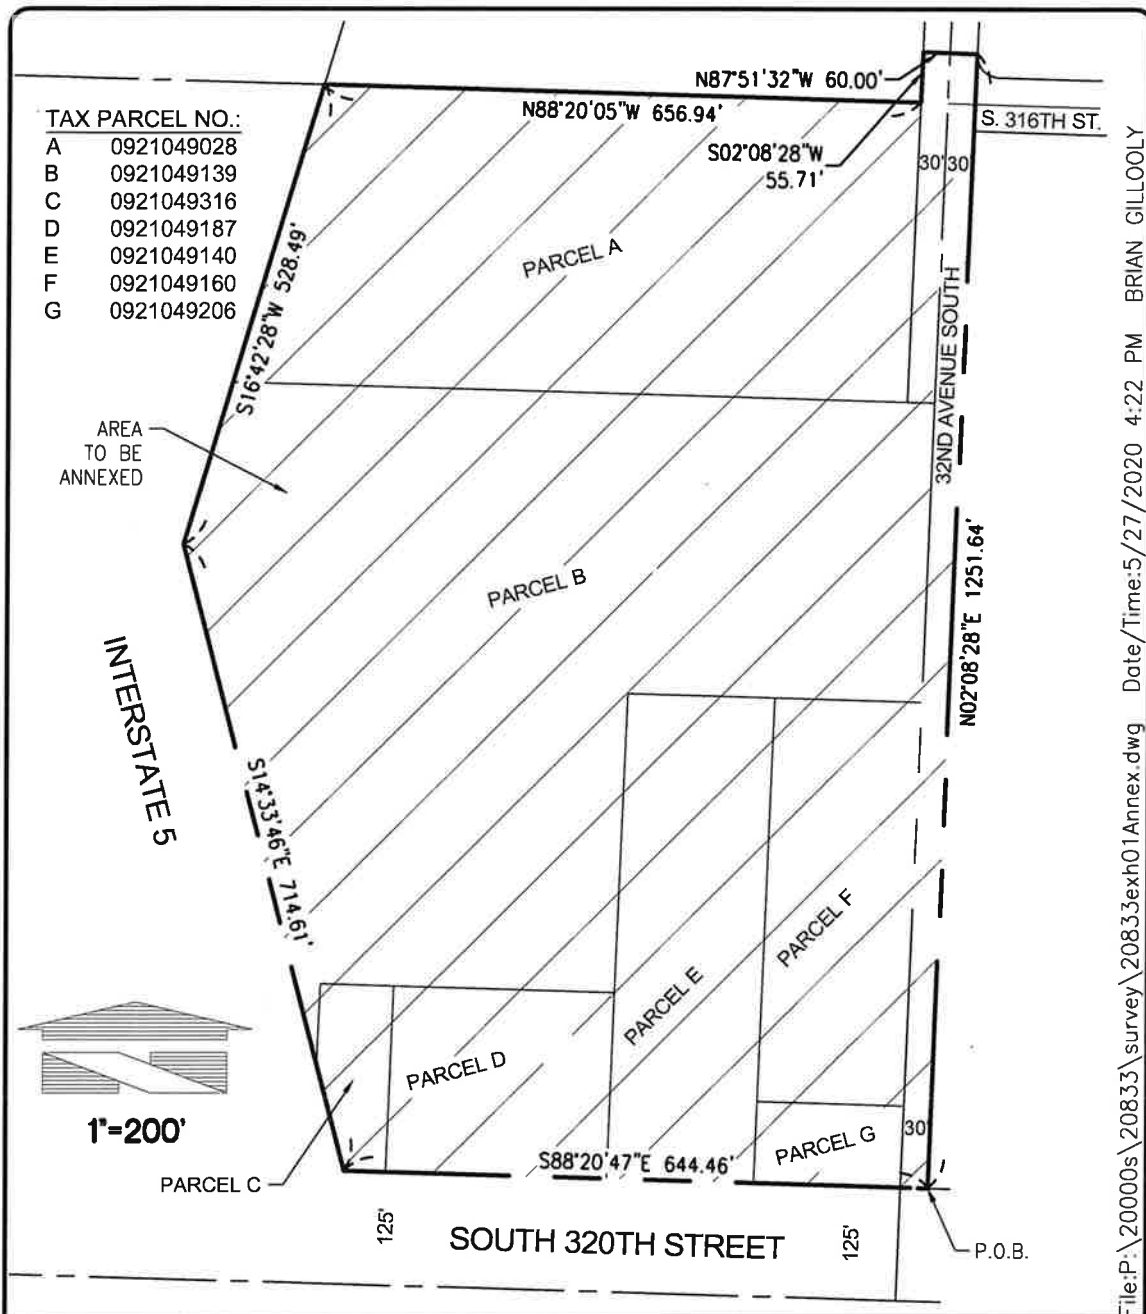 N87°51'32"W 60.00'
N88°20'05"W 656.94'
S. 316TH ST.
TAX PARCEL NO.:
A 0921049028
B 0921049139
C 0921049316
D 0921049187
E 0921049140
F 0921049160
G 0921049206
S02°08'28"W
55.71'
30' 30
PARCEL A
S16°42'28"W 528.49'
32ND AVENUE SOUTH
AREA
TO BE
ANNEXED
PARCEL B
N02°08'28"E 1251.64'
INTERSTATE 5
S14°33'46"E 714.61'
PARCEL F
PARCEL E
PARCEL D
1"=200'
PARCEL G
30'
S88°20'47"E 644.46'
PARCEL C
125'
SOUTH 320TH STREET
125'
P.O.B.
File:P:\20000s\20833\survey\20833exh01Annex.dwg Date/Time:5/27/2020 4:22 PM BRIAN GILLOOLY